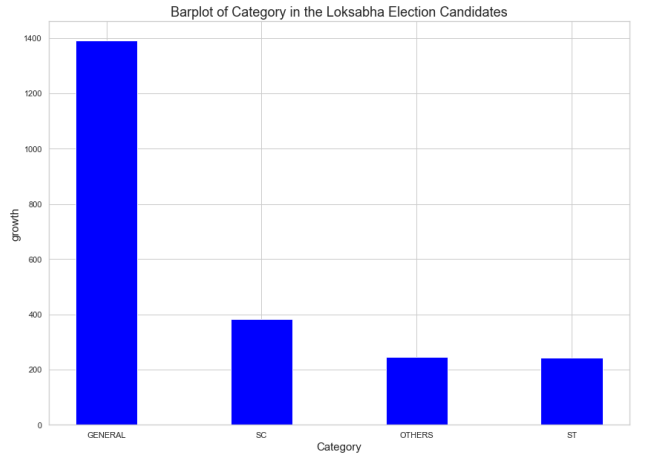 Barplot of Category in the Loksabha Election Candidates
1400
1200
1000
800
600
400
200
0
growth
GENERAL SC OTHERS ST
Category